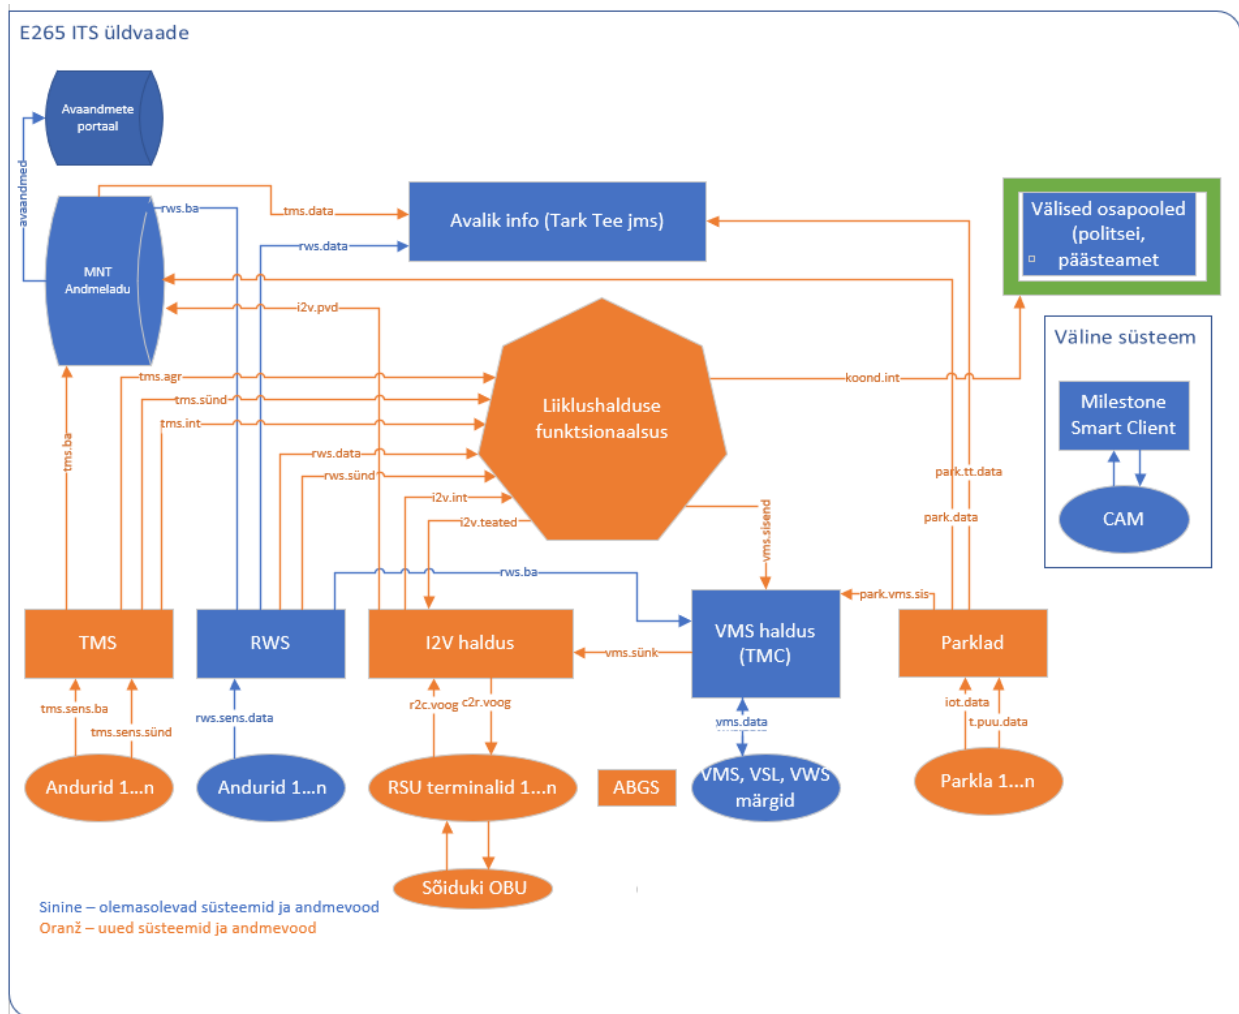 E265 ITS üldvaade
Avaandmete
portaal
avaandmed
rws.ba
tms.data
rws.data
Avalik info (Tark Tee jms)
Välised osapooled
(politsei,
päästeamet
MNT
Andmeladu
i2v.pvd
Väline süsteem
Milestone
Smart Client
CAM
tms.agr
tms.sünd
tms.int
koond.int
Liiklushalduse
funktsionaalsus
tms.ba
rws.data
rws.sünd
i2v.int
i2v.teated
park.tt.data
park.data
vms.sisend
rws.ba
park.vms.sis
TMS
RWS
I2V haldus
vms.sünk
VMS haldus
(TMC)
Parklad
tms.sens.ba
tms.sens.sünd
rws.sens.data
r2c.voog
c2r.voog
vms.data
iot.data
t.puu.data
Andurid 1...n
Andurid 1...n
RSU terminalid 1...n
ABGS
VMS, VSL, VWS
märgid
Parkla 1...n
Sõiduki OBU
Sinine – olemasolevad süsteemid ja andmevood
Oranž – uued süsteemid ja andmevood